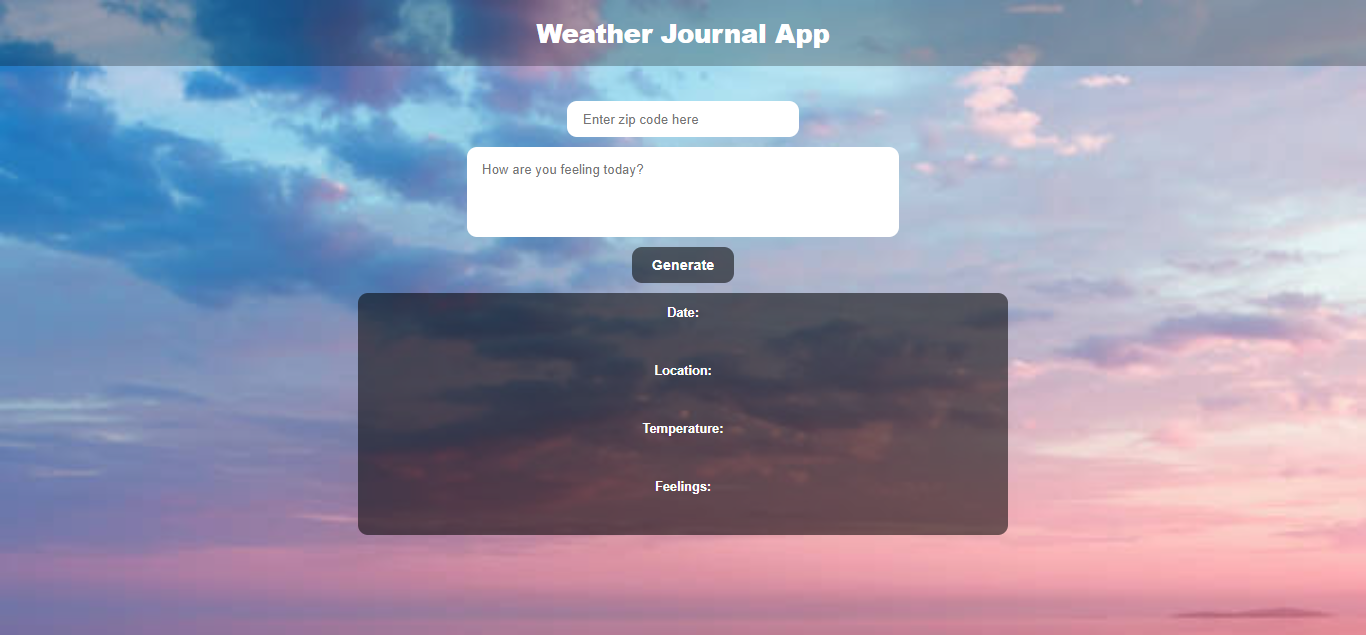 Weather Journal App
Enter zip code here
How are you feeling today?
Generate
Date:
Location:
Temperature:
Feelings: